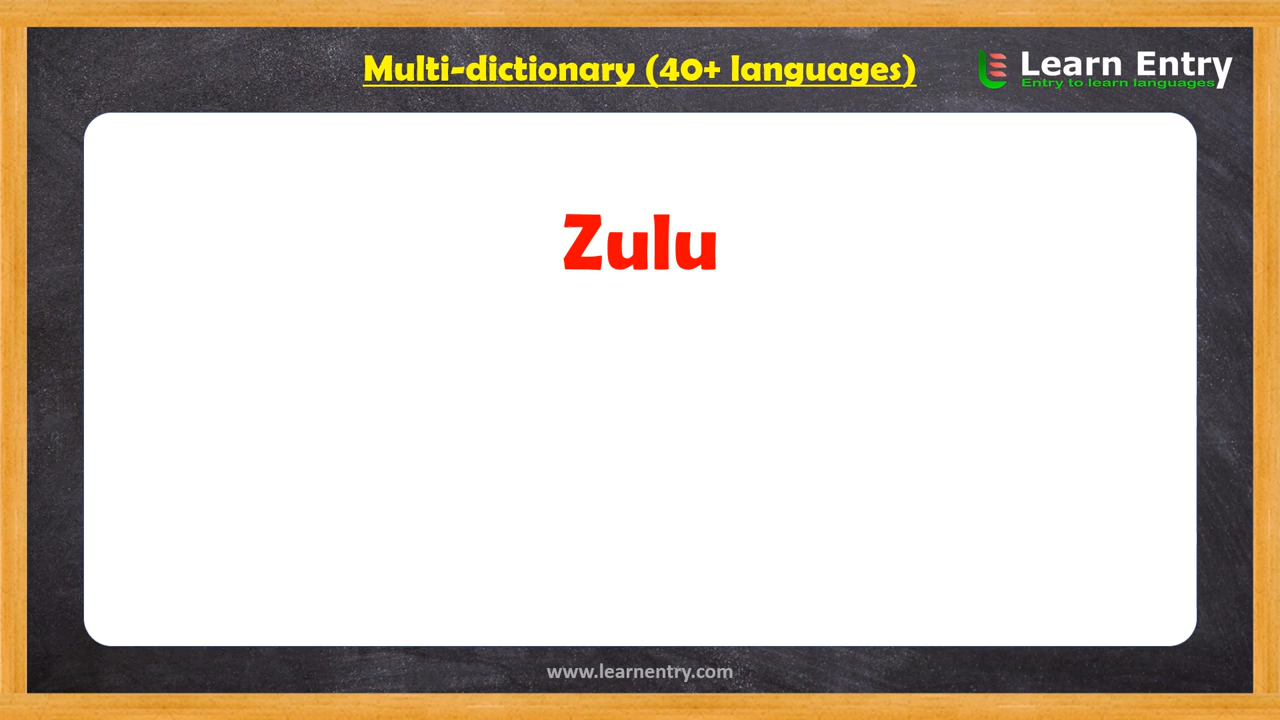 Multi-dictionary (40+ languages)
Learn Entry
Entry to learn languages
Zulu
www.learnentry.com